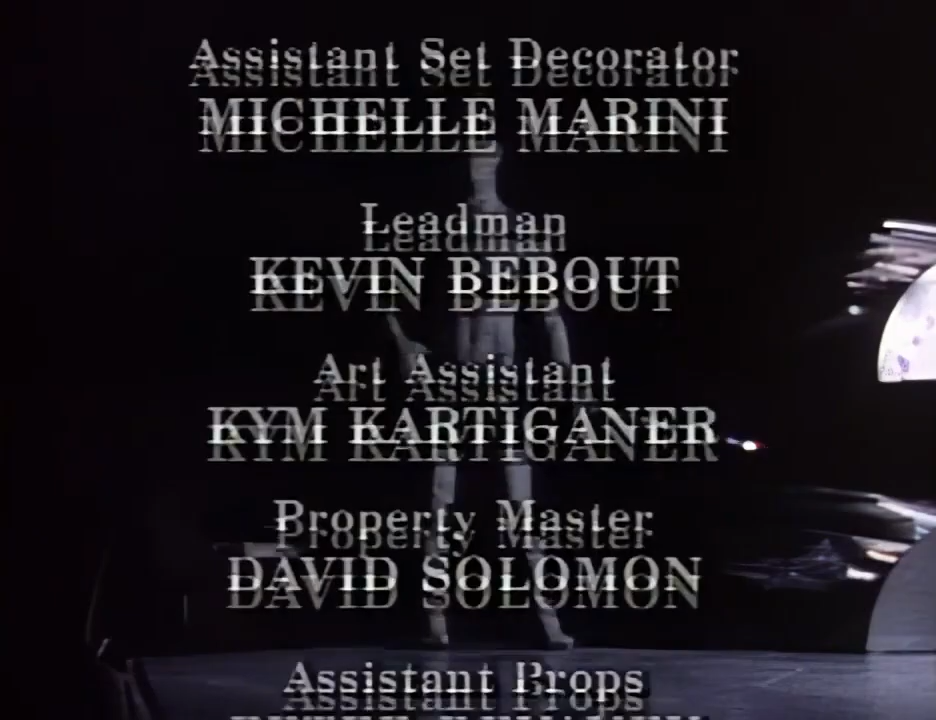 Assistant Set Decorator
MICHELLE MARINI
Leadman
KEVIN BEBOUT
Art Assistant
KYM KARTIGANER
Property Master
DAVID SOLOMON
Assistant Props